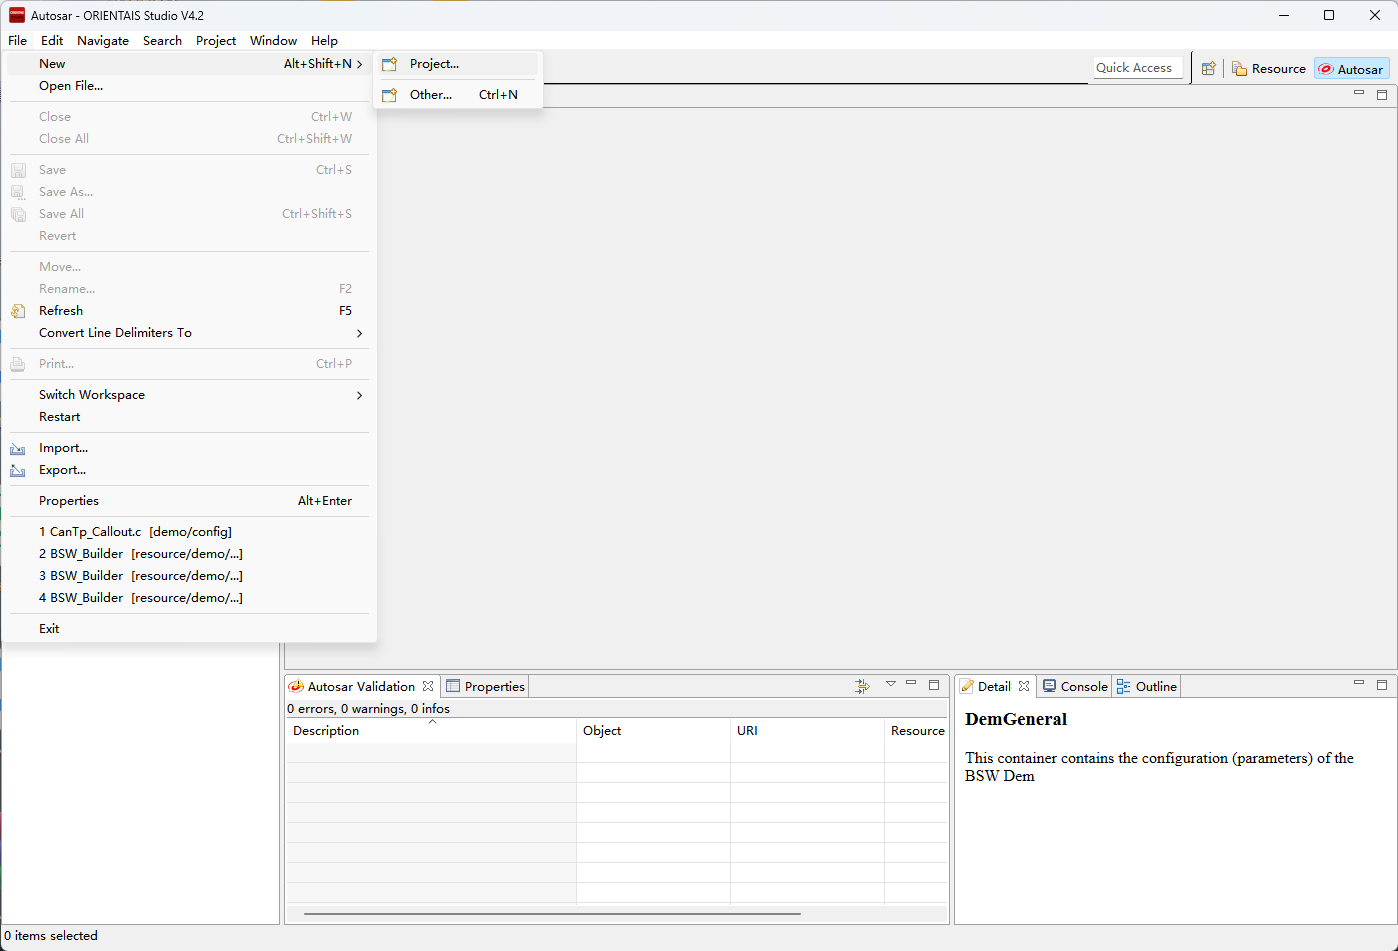 Autosar - ORIENTAIS Studio V4.2
File Edit Navigate Search Project Window Help
New Alt+Shift+N
Project...
Quick Access
Resource
Autosar
Open File...
Other... Ctrl+N
Close Ctrl+W
Close All Ctrl+Shift+W
Save Ctrl+S
Save As...
Save All Ctrl+Shift+S
Revert
Move...
Rename... F2
Refresh F5
Convert Line Delimiters To
Print... Ctrl+P
Switch Workspace
Restart
Import...
Export...
Properties Alt+Enter
1 CanTp_Callout.c [demo/config]
2 BSW_Builder [resource/demo/...]
3 BSW_Builder [resource/demo/...]
4 BSW_Builder [resource/demo/...]
Exit
Autosar Validation
Properties
0 errors, 0 warnings, 0 infos
Description Object URI Resource
Detail
Console
Outline
DemGeneral
This container contains the configuration (parameters) of the
BSW Dem
0 items selected